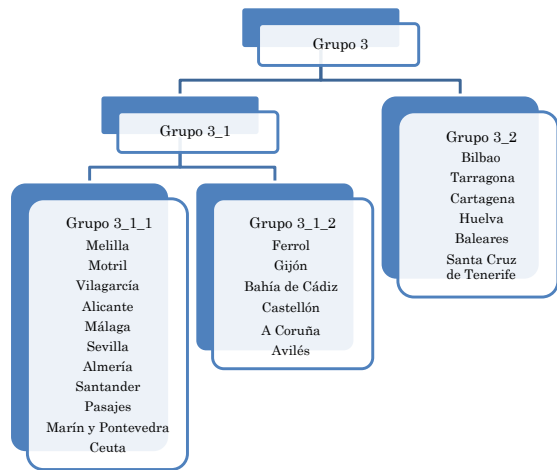 Grupo 3
Grupo 3_1
Grupo 3_2
Bilbao
Tarragona
Cartagena
Huelva
Baleares
Santa Cruz
de Tenerife
Grupo 3_1_1
Melilla
Motril
Vilagarcía
Alicante
Málaga
Sevilla
Almería
Santander
Pasajes
Marín y Pontevedra
Ceuta
Grupo 3_1_2
Ferrol
Gijón
Bahía de Cádiz
Castellón
A Coruña
Avilés